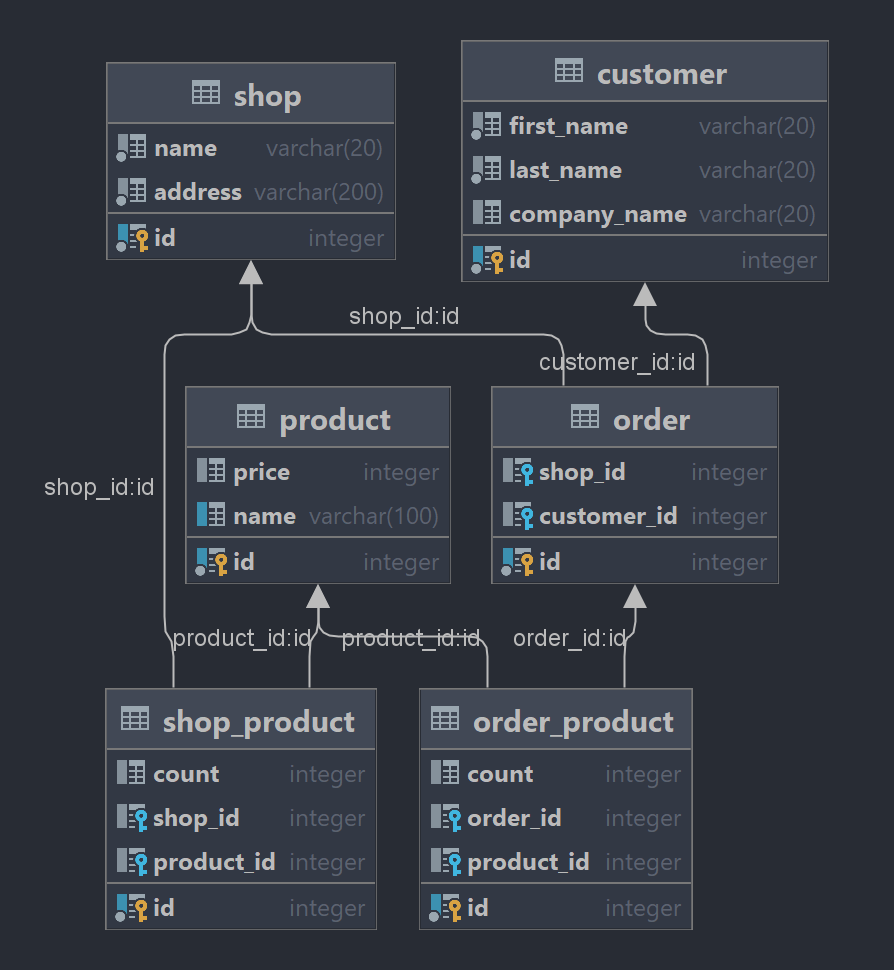 shop
name varchar(20)
address varchar(200)
id integer
customer
first_name varchar(20)
last_name varchar(20)
company_name varchar(20)
id integer
shop_id:id
customer_id:id
shop_id:id
product
price integer
name varchar(100)
id integer
order
shop_id integer
customer_id integer
id integer
product_id:id
product_id:id
order_id:id
shop_product
count integer
shop_id integer
product_id integer
id integer
order_product
count integer
order_id integer
product_id integer
id integer